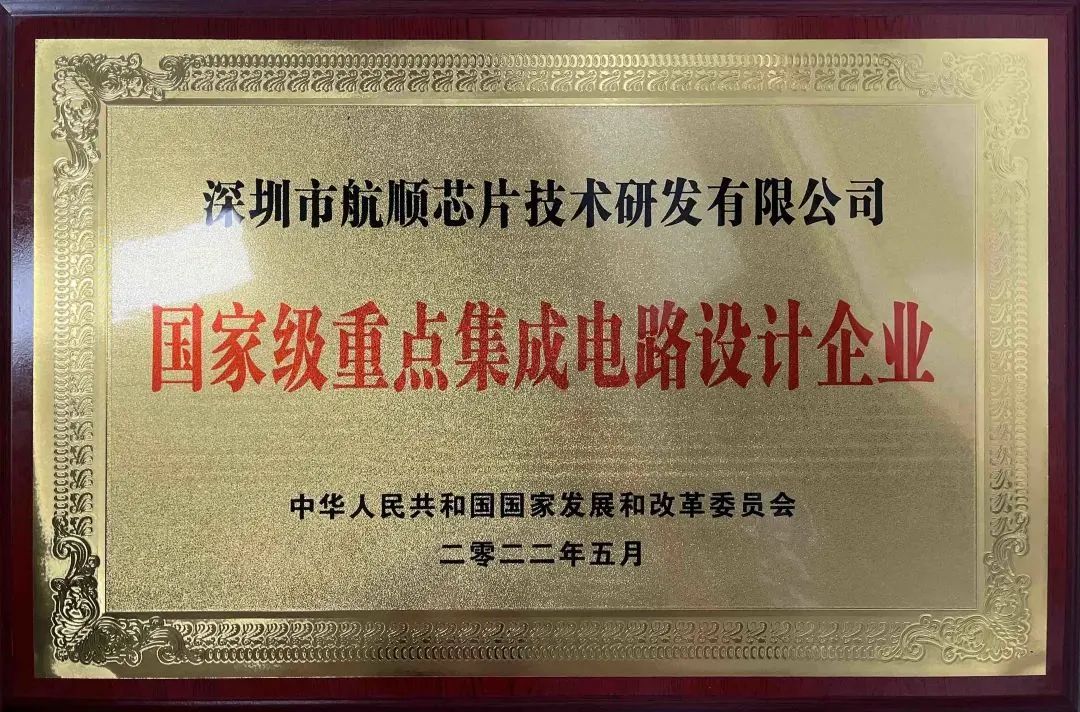 深圳市航顺芯片技术研发有限公司
国家级重点集成电路设计企业
中华人民共和国国家发展和改革委员会
二零二二年五月